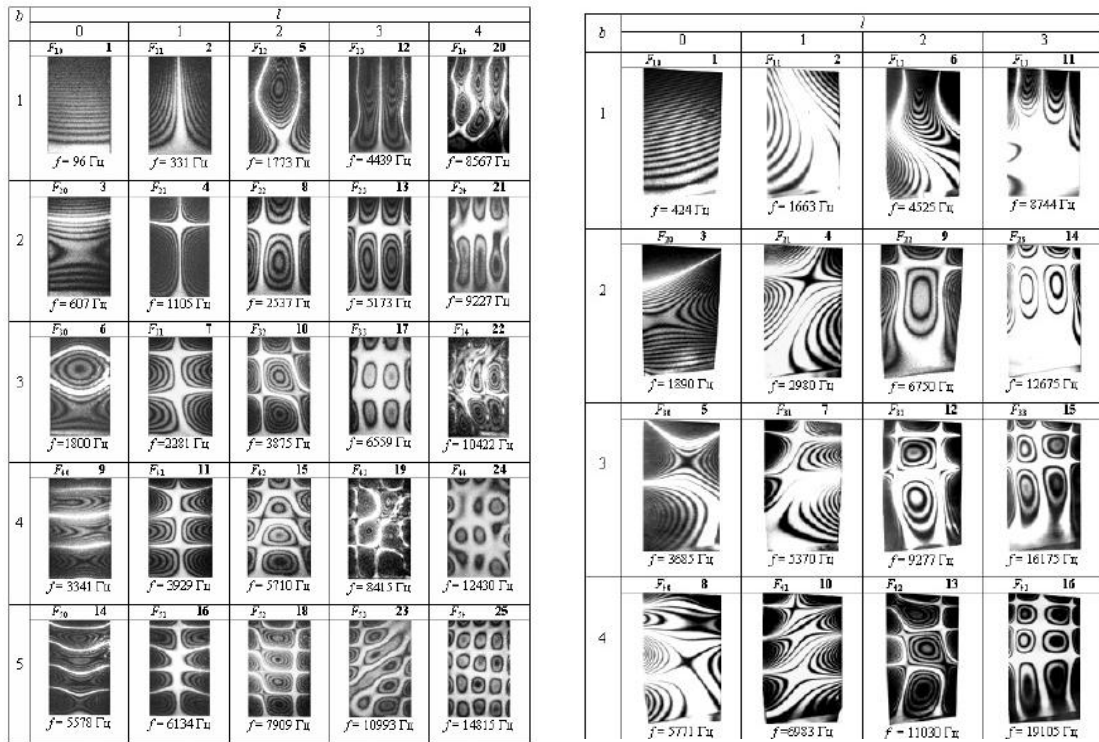 b l
0 1 2 3 4
F₁₀ 1 F₁₁ 2 F₁₂ 5 F₁₃ 12 F₁₄ 20
1
f = 96 Гц f = 331 Гц f = 1773 Гц f = 4439 Гц f = 8567 Гц
F₂₀ 3 F₂₁ 4 F₂₂ 8 F₂₃ 13 F₂₄ 21
2
f = 607 Гц f = 1105 Гц f = 2537 Гц f = 5173 Гц f = 9227 Гц
F₃₀ 6 F₃₁ 7 F₃₂ 10 F₃₃ 17 F₃₄ 22
3
f=1800 Гц f=2281 Гц f = 3875 Гц f = 6559 Гц f = 10422 Гц
F₄₀ 9 F₄₁ 11 F₄₂ 15 F₄₃ 19 F₄₄ 24
4
f = 3341 Гц f = 3929 Гц f = 5710 Гц f = 8415 Гц f = 12430 Гц
F₅₀ 14 F₅₁ 16 F₅₂ 18 F₅₃ 23 F₅₄ 25
5
f = 5578 Гц f = 6134 Гц f = 7909 Гц f = 10993 Гц f = 14815 Гц
b l
0 1 2 3
F₁₀ 1 F₁₁ 2 F₁₂ 6 F₁₃ 11
1
f = 424 Гц f = 1663 Гц f = 4525 Гц f = 8744 Гц
F₂₀ 3 F₂₁ 4 F₂₂ 9 F₂₃ 14
2
f = 1890 Гц f = 2980 Гц f = 6750 Гц f = 12675 Гц
F₃₀ 5 F₃₁ 7 F₃₂ 12 F₃₃ 15
3
f = 3685 Гц f = 5370 Гц f = 9277 Гц f = 16175 Гц
F₄₀ 8 F₄₁ 10 F₄₂ 13 F₄₃ 16
4
f = 5771 Гц f=6983 Гц f = 11030 Гц f = 19105 Гц